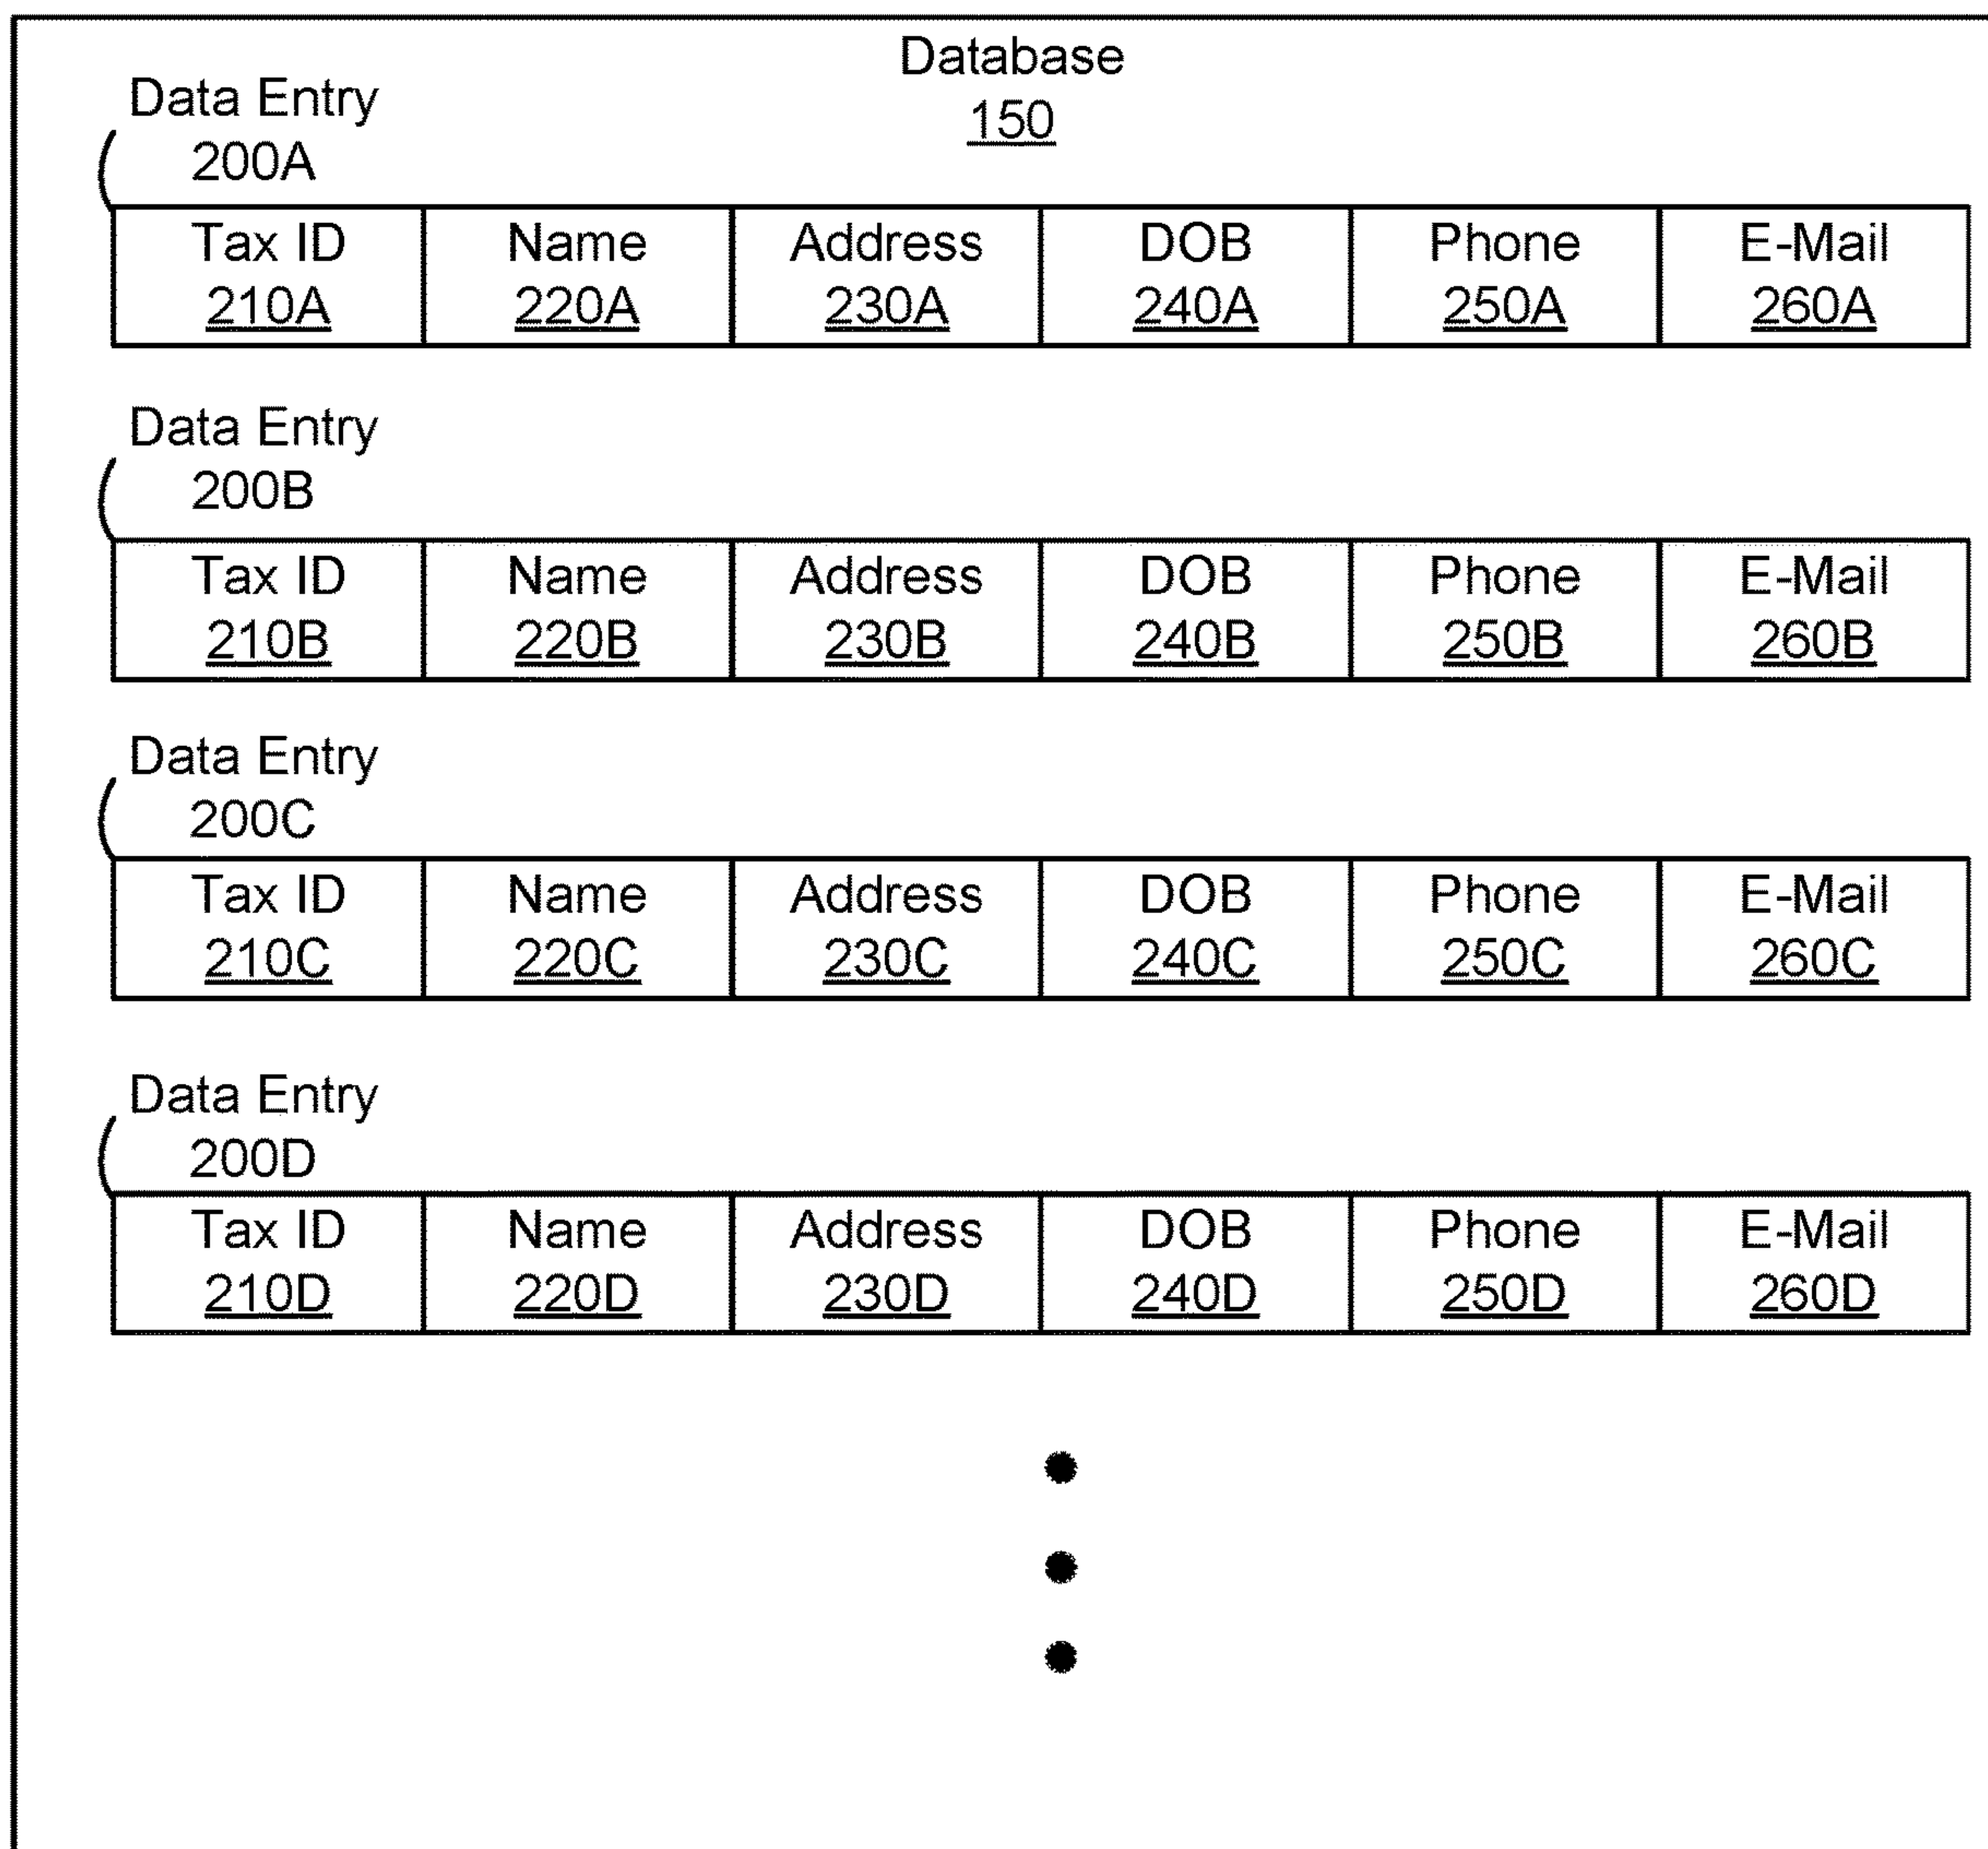 Database
150
Data Entry
200A
Tax ID Name Address DOB Phone E-Mail
210A 220A 230A 240A 250A 260A
Data Entry
200B
Tax ID Name Address DOB Phone E-Mail
210B 220B 230B 240B 250B 260B
Data Entry
200C
Tax ID Name Address DOB Phone E-Mail
210C 220C 230C 240C 250C 260C
Data Entry
200D
Tax ID Name Address DOB Phone E-Mail
210D 220D 230D 240D 250D 260D